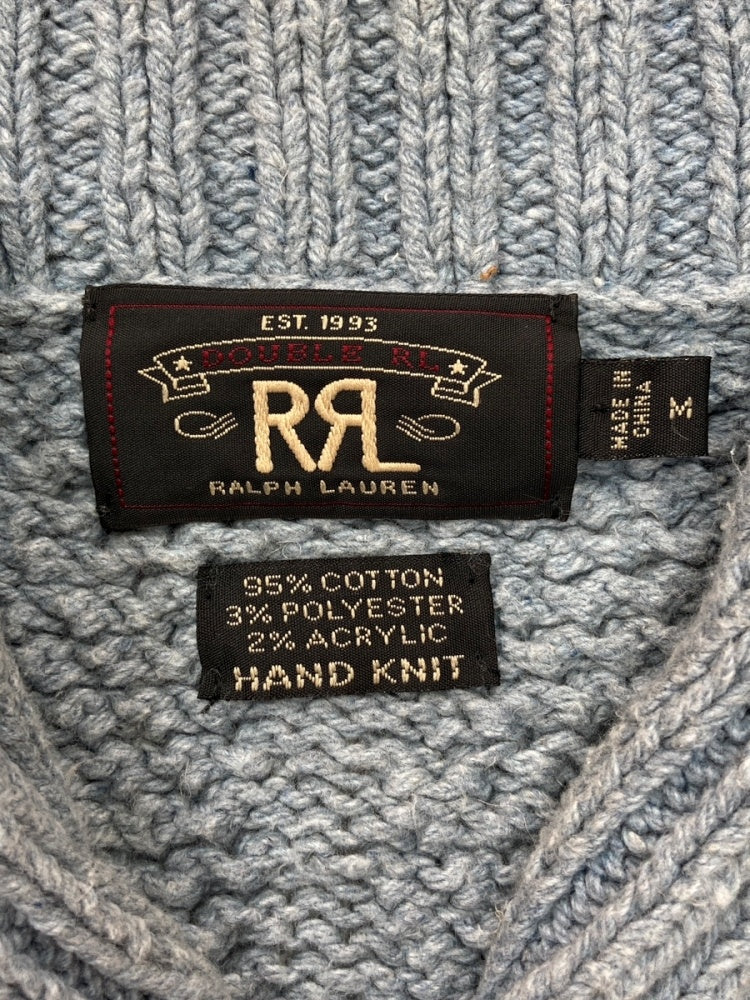 EST. 1993
DOUBLE RL
RRL
RALPH LAUREN
MADE IN
CHINA
M
95% COTTON
3% POLYESTER
2% ACRYLIC
HAND KNIT